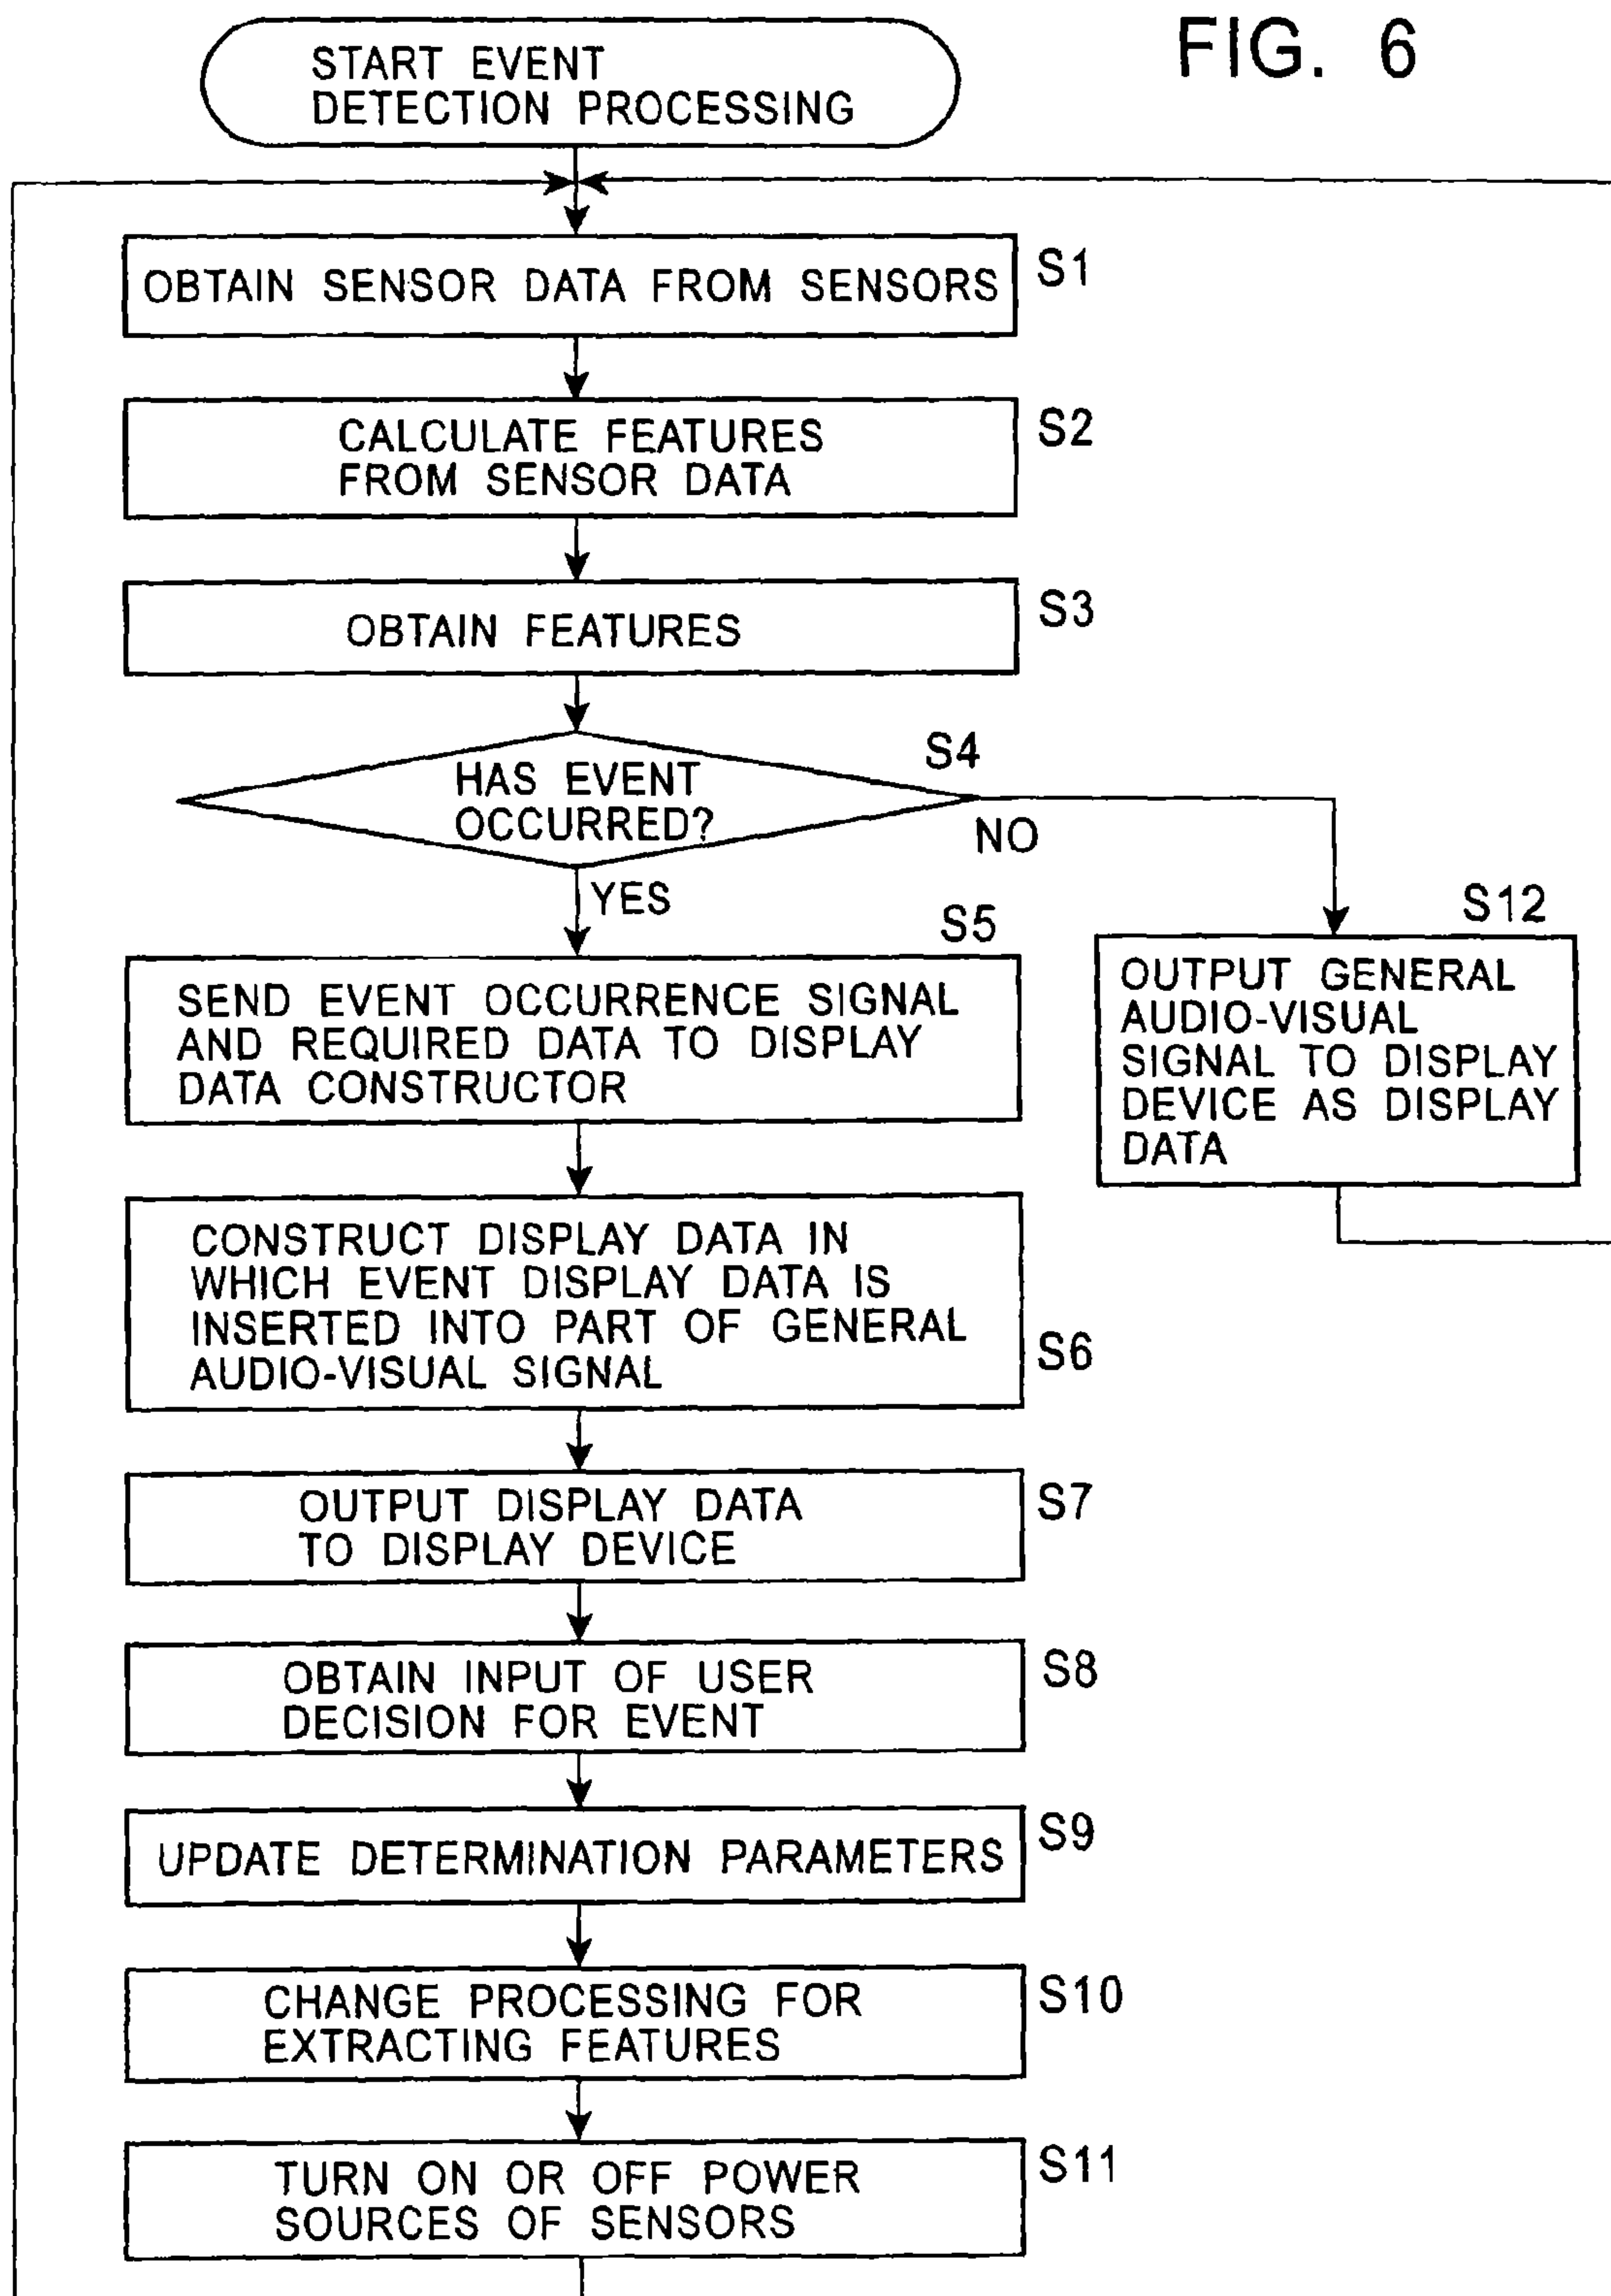 FIG. 6
START EVENT
DETECTION PROCESSING
OBTAIN SENSOR DATA FROM SENSORS
S1
CALCULATE FEATURES
FROM SENSOR DATA
S2
OBTAIN FEATURES
S3
HAS EVENT
OCCURRED?
S4
NO
YES
S5
SEND EVENT OCCURRENCE SIGNAL
AND REQUIRED DATA TO DISPLAY
DATA CONSTRUCTOR
S12
OUTPUT GENERAL
AUDIO-VISUAL
SIGNAL TO DISPLAY
DEVICE AS DISPLAY
DATA
CONSTRUCT DISPLAY DATA IN
WHICH EVENT DISPLAY DATA IS
INSERTED INTO PART OF GENERAL
AUDIO-VISUAL SIGNAL
S6
OUTPUT DISPLAY DATA
TO DISPLAY DEVICE
S7
OBTAIN INPUT OF USER
DECISION FOR EVENT
S8
UPDATE DETERMINATION PARAMETERS
S9
CHANGE PROCESSING FOR
EXTRACTING FEATURES
S10
TURN ON OR OFF POWER
SOURCES OF SENSORS
S11